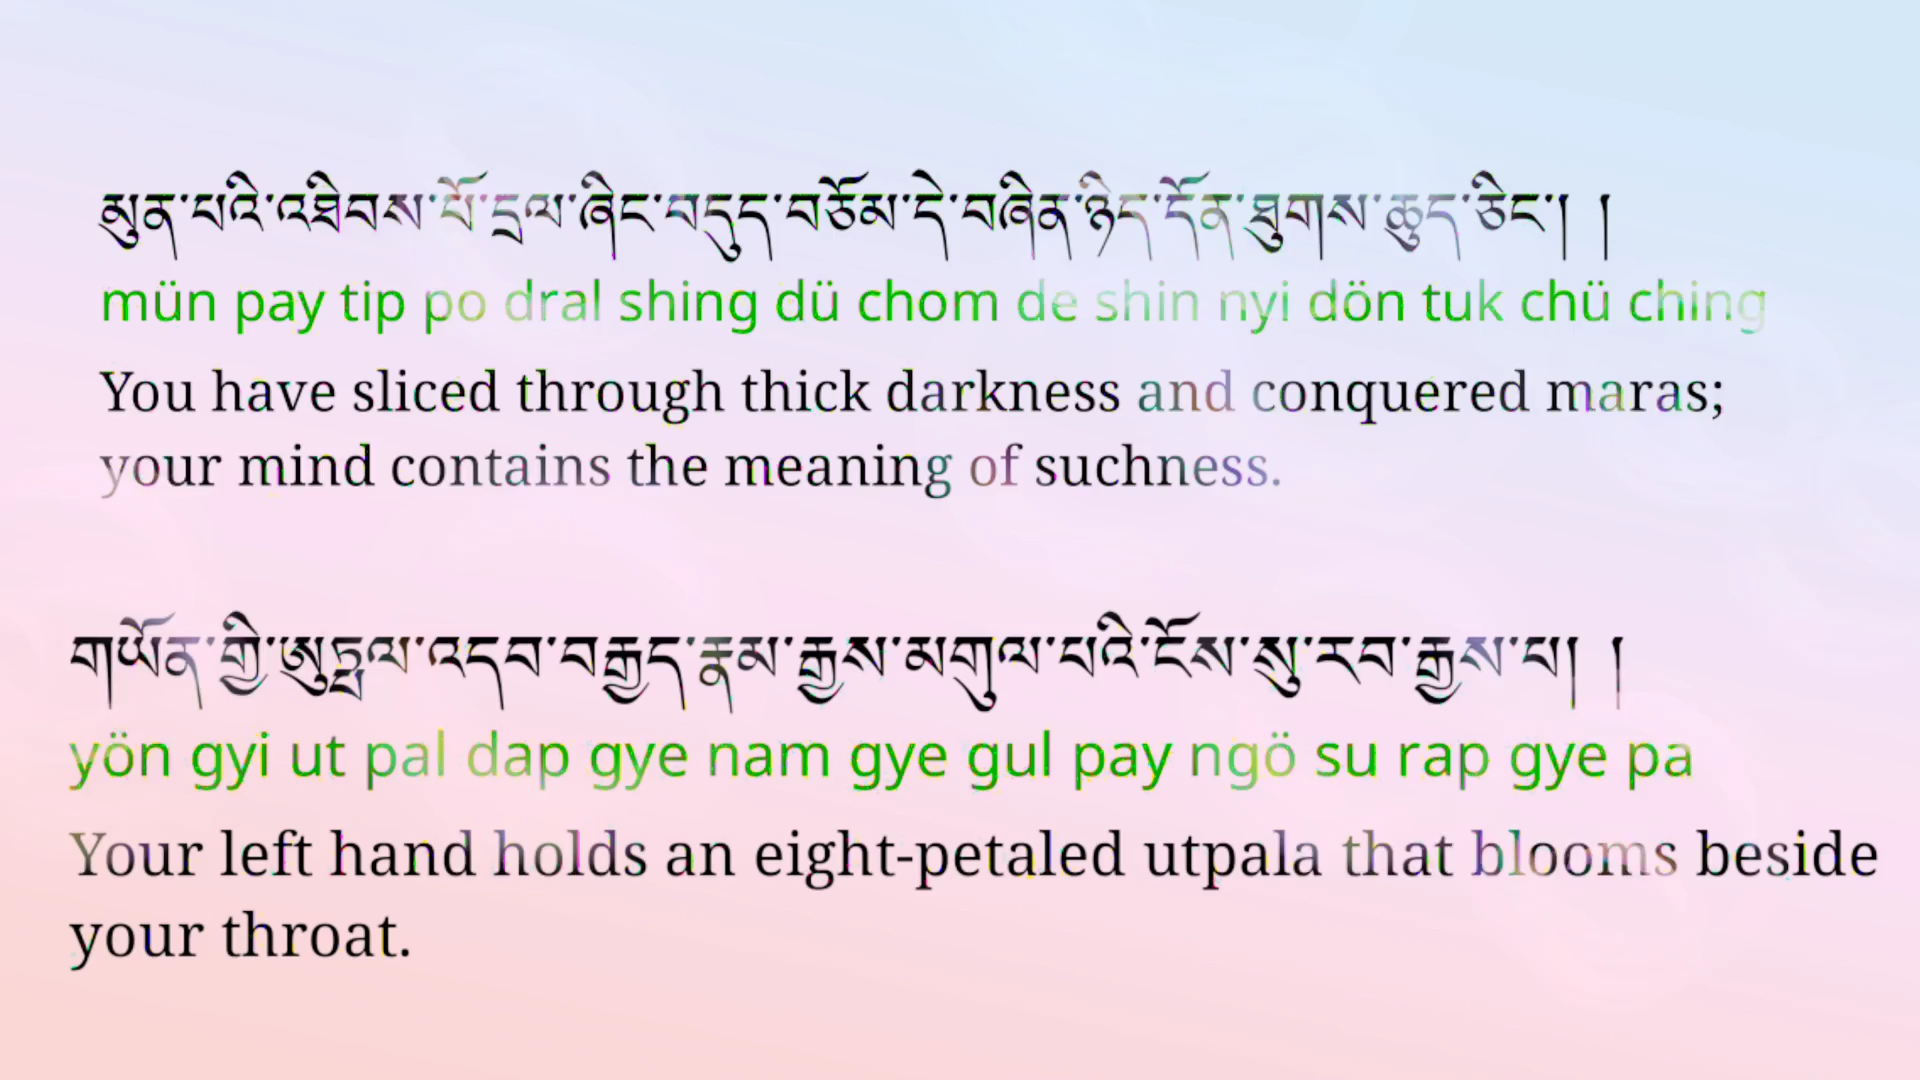 མུན་པའི་འཐིབས་པོ་དྲལ་ཞིང་བདུད་བཅོམ་དེ་བཞིན་ཉིད་དོན་ཐུགས་ཆུད་ཅིང་། །
mün pay tip po dral shing dü chom de shin nyi dön tuk chü ching
You have sliced through thick darkness and conquered maras;
your mind contains the meaning of suchness.
གཡོན་གྱི་ཨུཏྤལ་འདབ་བརྒྱད་རྣམ་རྒྱས་མགུལ་པའི་ངོས་སུ་རབ་རྒྱས་པ། །
yön gyi ut pal dap gye nam gye gul pay ngö su rap gye pa
Your left hand holds an eight-petaled utpala that blooms beside
your throat.